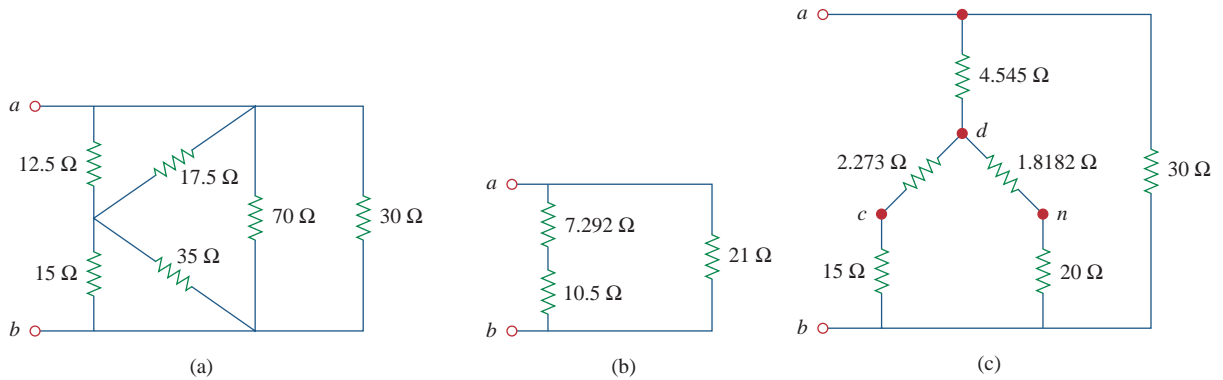 a
12.5 Ω
17.5 Ω
70 Ω
30 Ω
35 Ω
15 Ω
b
(a)
a
7.292 Ω
21 Ω
10.5 Ω
b
(b)
a
4.545 Ω
d
2.273 Ω
1.8182 Ω
30 Ω
c
n
15 Ω
20 Ω
b
(c)